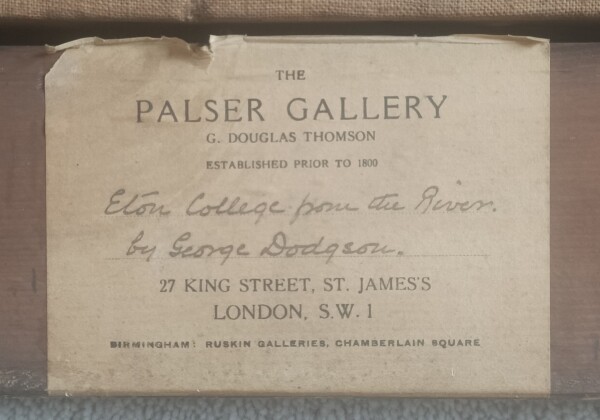 THE
PALSER GALLERY
G. DOUGLAS THOMSON
ESTABLISHED PRIOR TO 1800
Eton College from the River.
by George Dodgson.
27 KING STREET, ST. JAMES'S
LONDON, S.W. 1
BIRMINGHAM: RUSKIN GALLERIES, CHAMBERLAIN SQUARE